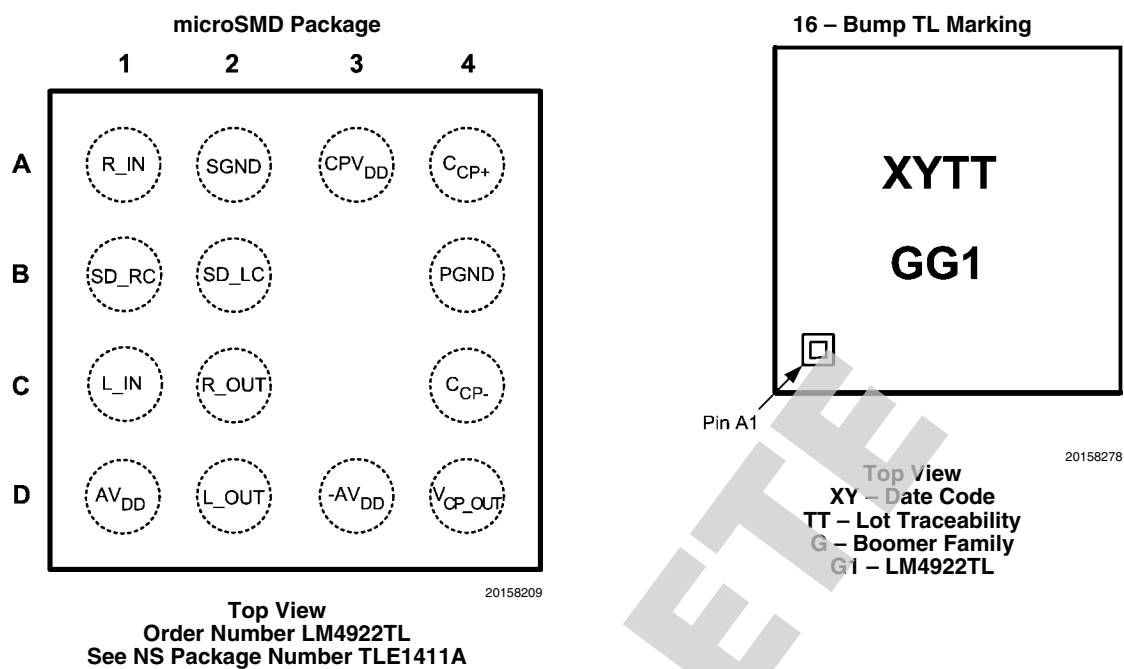 microSMD Package
1 2 3 4
A R_IN SGND CPVDD CCP+
B SD_RC SD_LC PGND
C L_IN R_OUT CCP-
D AVDD L_OUT -AVDD VCP_OUT
20158209
Top View
Order Number LM4922TL
See NS Package Number TLE1411A
16 – Bump TL Marking
XYTT
GG1
Pin A1
20158278
Top View
XY – Date Code
TT – Lot Traceability
G – Boomer Family
G1 – LM4922TL
ETE